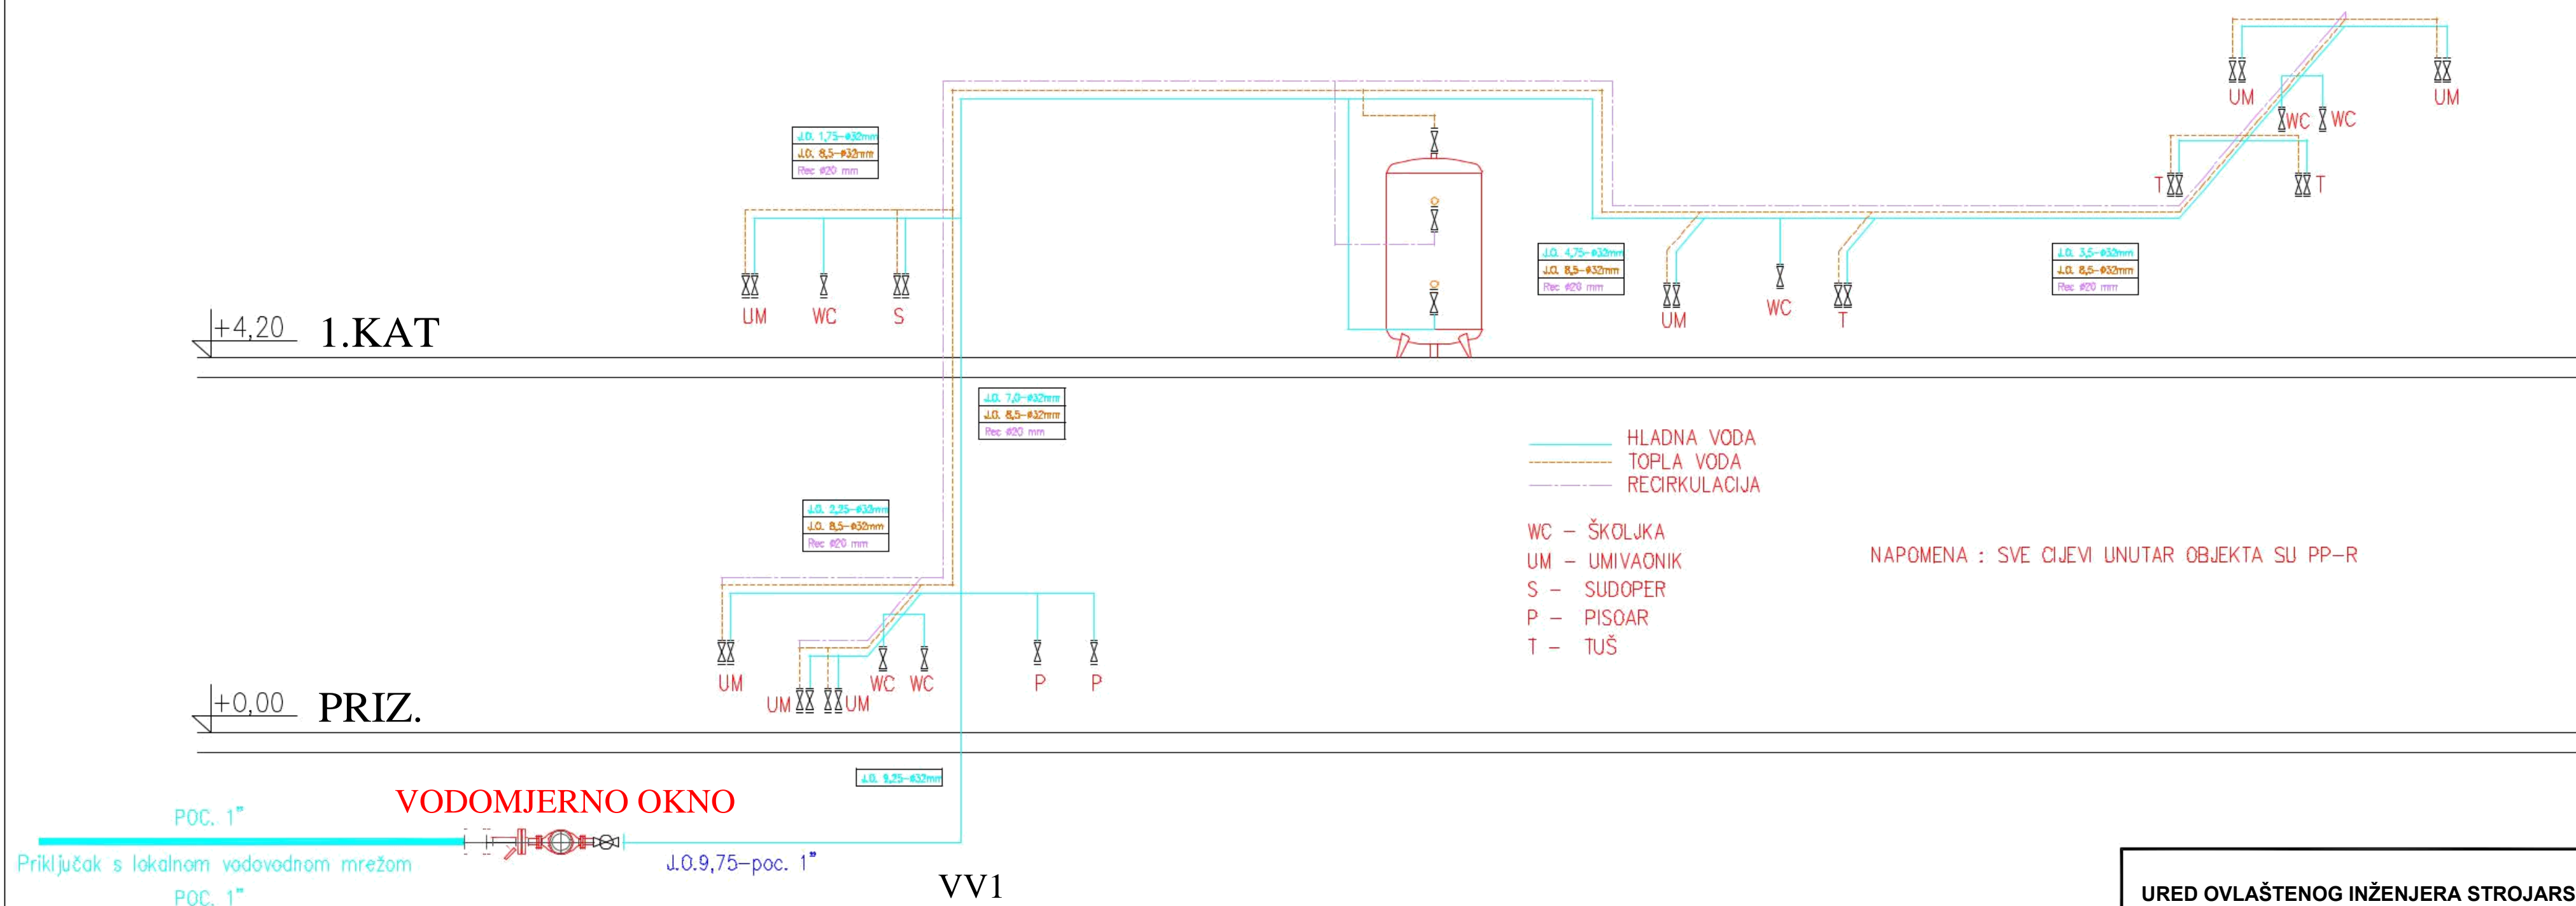 UM
UM
WC
WC
T
T
J.O. 1,75-ø32mm
J.O. 8,5-ø32mm
Rec ø20 mm
J.O. 4,75-ø32mm
J.O. 8,5-ø32mm
Rec ø20 mm
J.O. 3,5-ø32mm
J.O. 8,5-ø32mm
Rec ø20 mm
UM
WC
S
UM
WC
T
+4,20
1.KAT
J.O. 7,0-ø32mm
J.O. 8,5-ø32mm
Rec ø20 mm
HLADNA VODA
TOPLA VODA
RECIRKULACIJA
J.O. 2,25-ø32mm
J.O. 8,5-ø32mm
Rec ø20 mm
WC - ŠKOLJKA
UM - UMIVAONIK
S - SUDOPER
P - PISOAR
T - TUŠ
NAPOMENA : SVE CIJEVI UNUTAR OBJEKTA SU PP-R
UM
WC
WC
P
P
UM
UM
+0,00
PRIZ.
J.O. 9,25-ø32mm
VODOMJERNO OKNO
POC. 1"
Priključak s lokalnom vodovodnom mrežom
POC. 1"
J.O.9,75-poc. 1"
VV1
URED OVLAŠTENOG INŽENJERA STROJARS